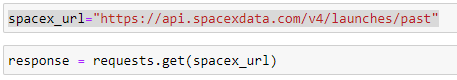 spacex_url="https://api.spacexdata.com/v4/launches/past"
response = requests.get(spacex_url)